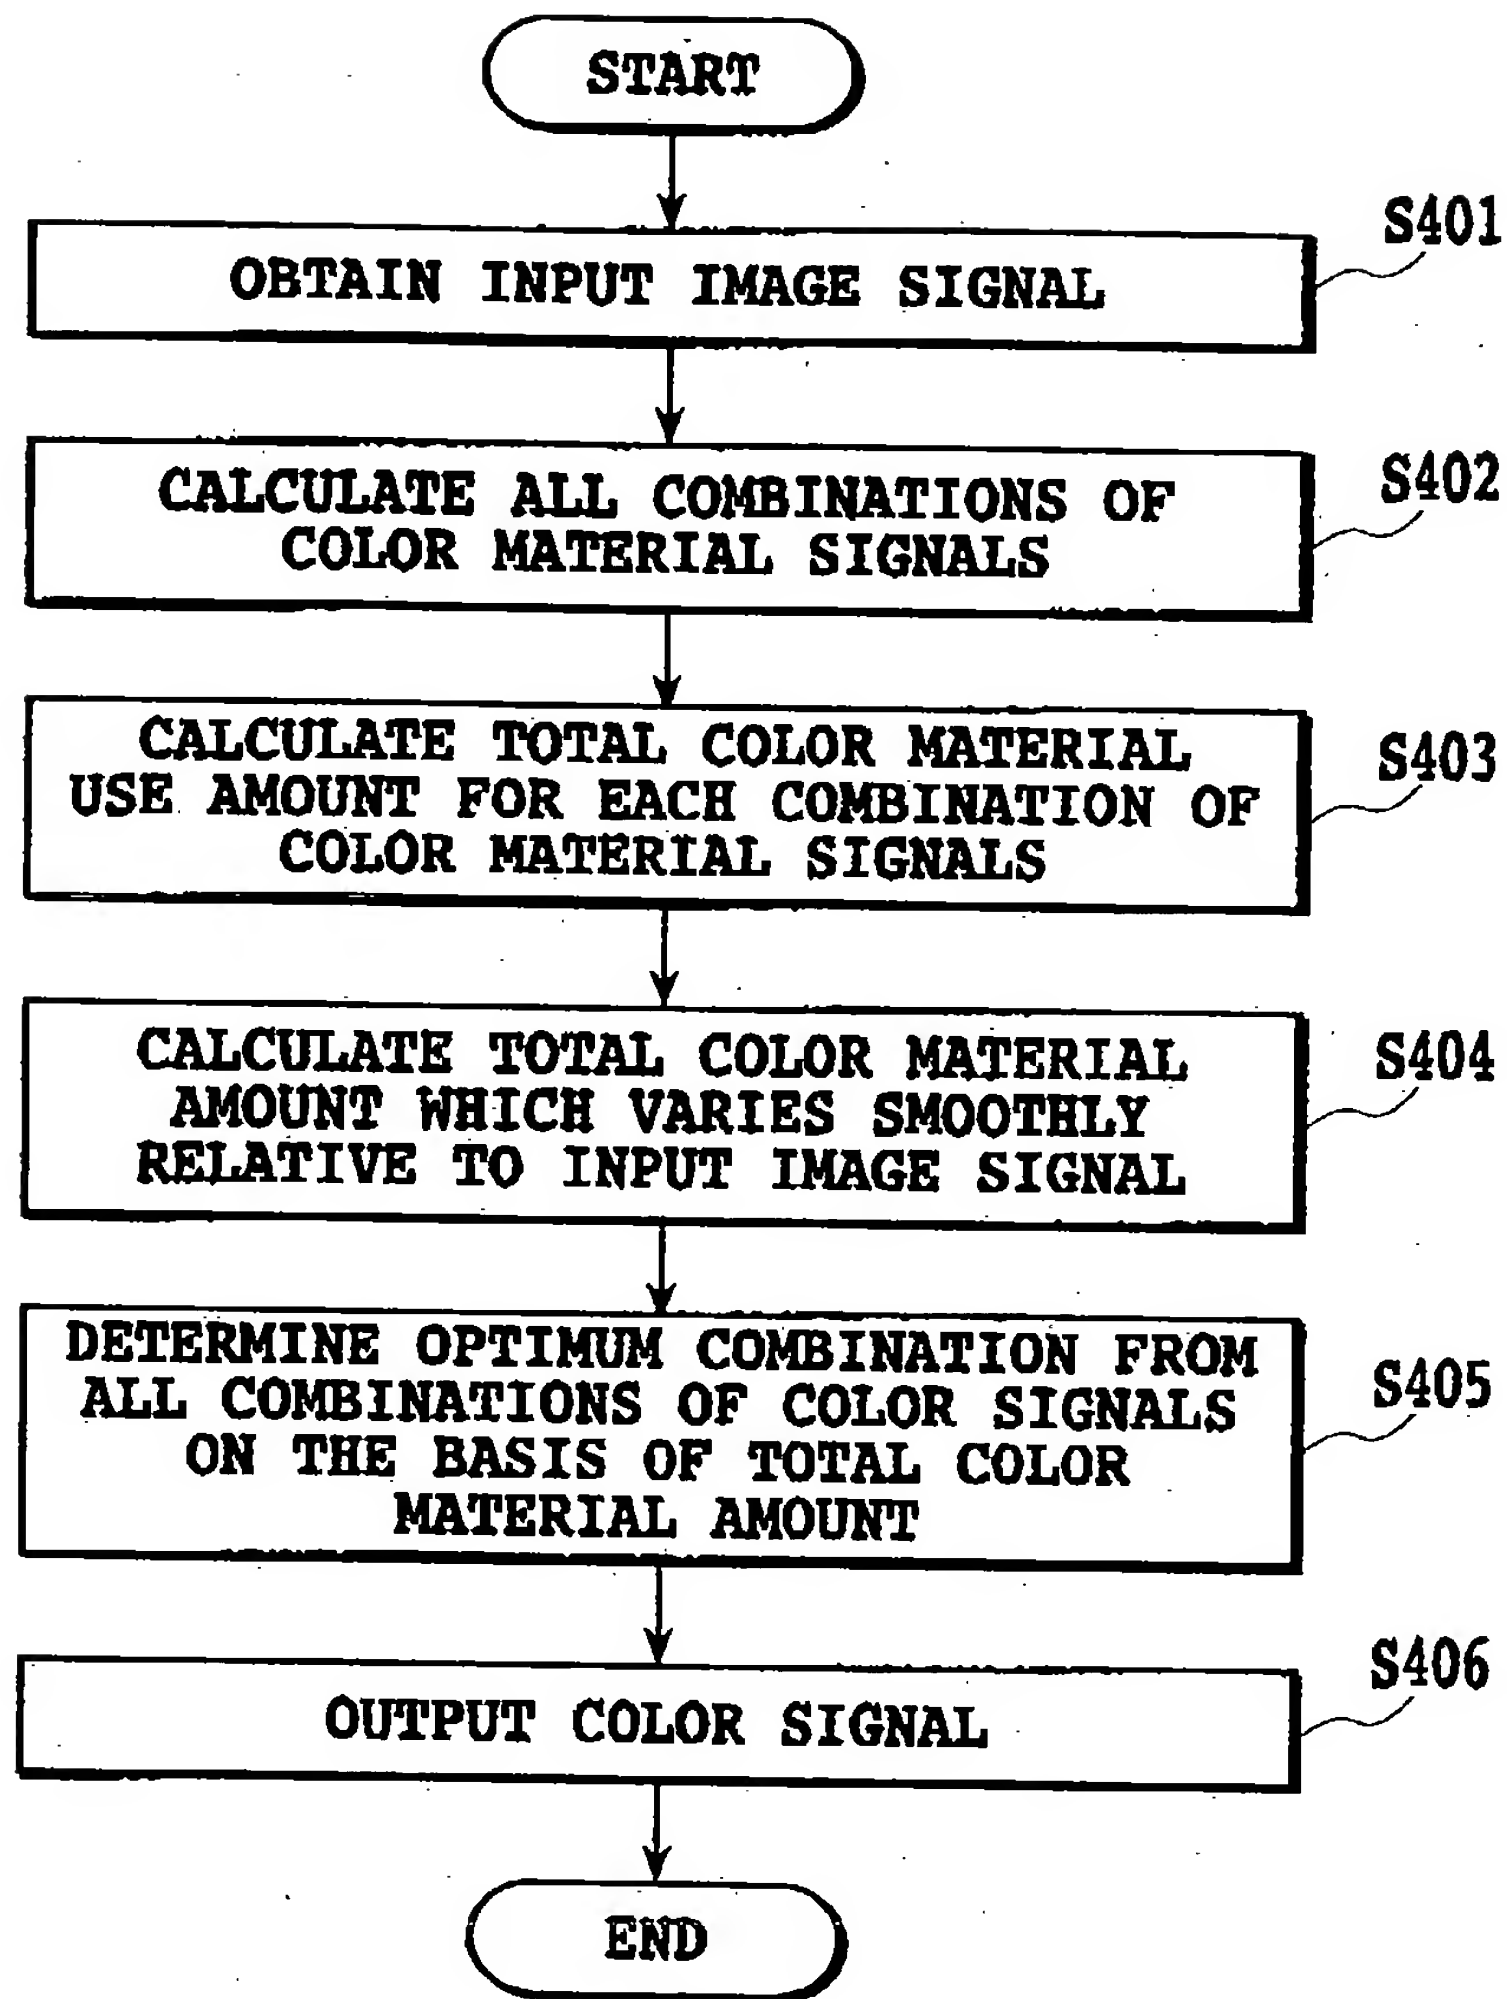 START
S401
OBTAIN INPUT IMAGE SIGNAL
S402
CALCULATE ALL COMBINATIONS OF
COLOR MATERIAL SIGNALS
S403
CALCULATE TOTAL COLOR MATERIAL
USE AMOUNT FOR EACH COMBINATION OF
COLOR MATERIAL SIGNALS
S404
CALCULATE TOTAL COLOR MATERIAL
AMOUNT WHICH VARIES SMOOTHLY
RELATIVE TO INPUT IMAGE SIGNAL
S405
DETERMINE OPTIMUM COMBINATION FROM
ALL COMBINATIONS OF COLOR SIGNALS
ON THE BASIS OF TOTAL COLOR
MATERIAL AMOUNT
S406
OUTPUT COLOR SIGNAL
END